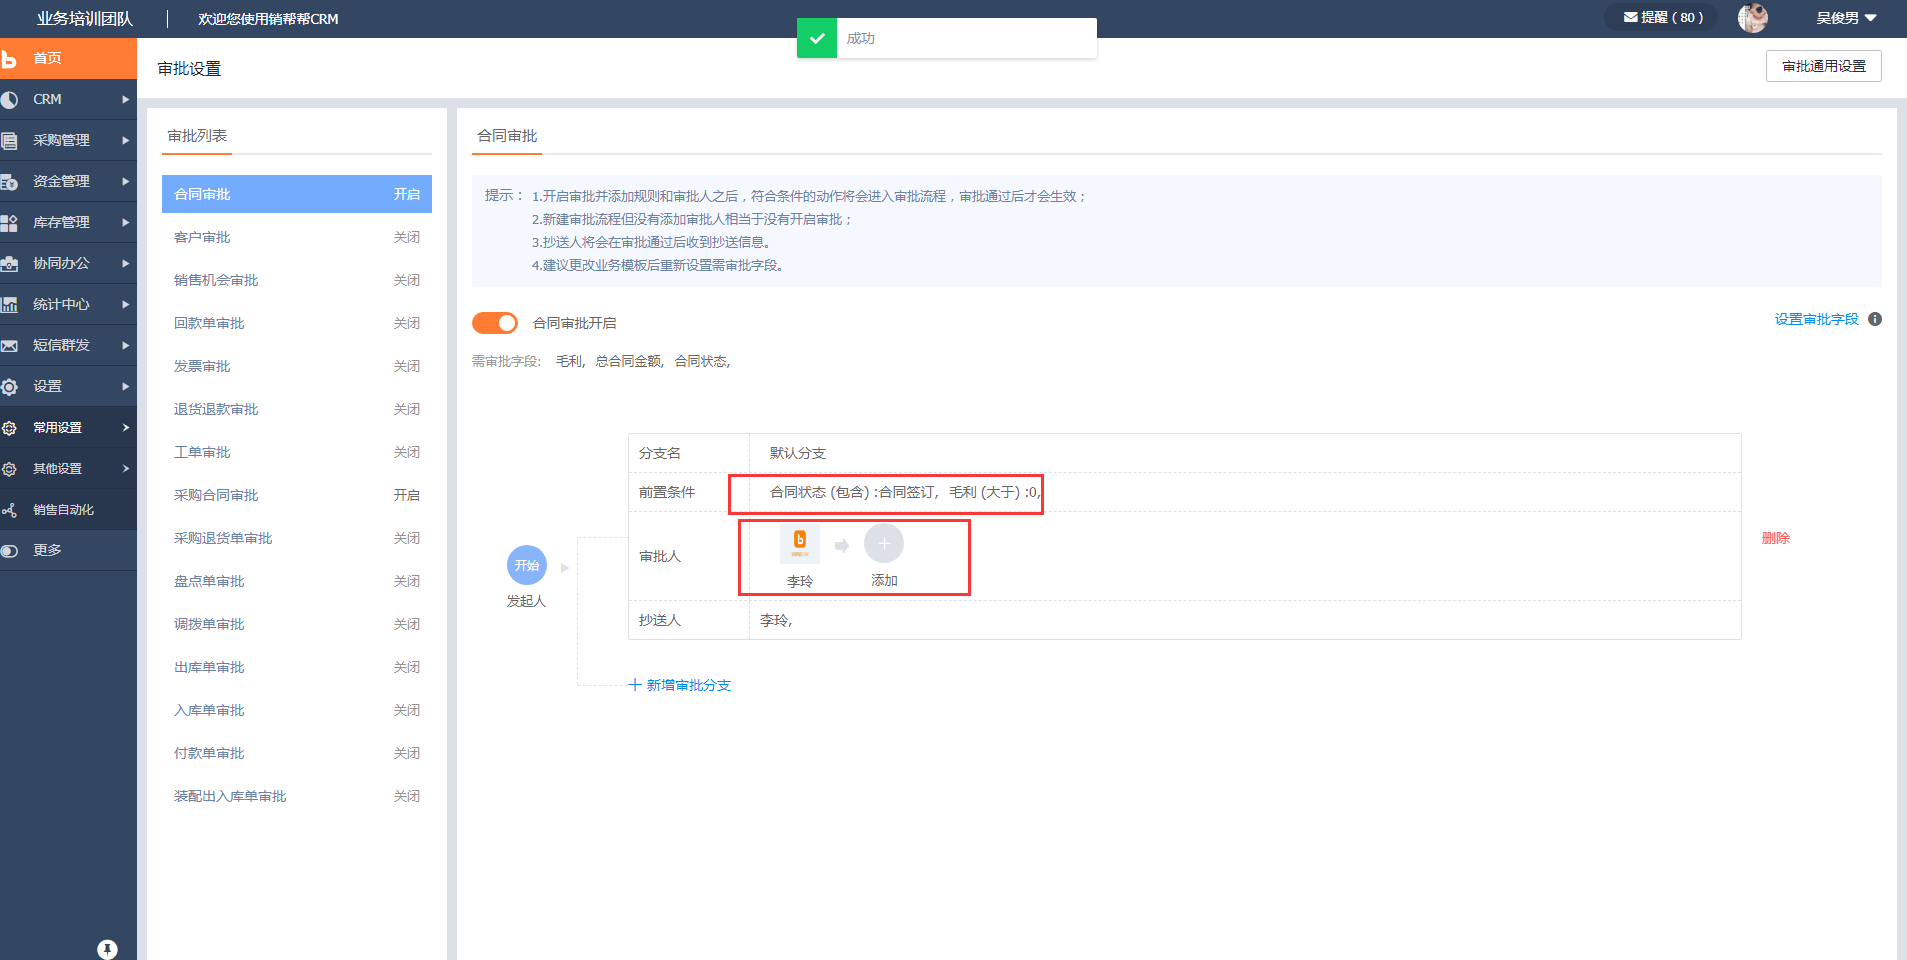 业务培训团队
欢迎您使用销帮帮CRM
成功
提醒 ( 80 )
吴俊男
首页
CRM
采购管理
资金管理
库存管理
协同办公
统计中心
短信群发
设置
常用设置
其他设置
销售自动化
更多
审批设置
审批通用设置
审批列表
合同审批 开启
客户审批 关闭
销售机会审批 关闭
回款单审批 关闭
发票审批 关闭
退货退款审批 关闭
工单审批 关闭
采购合同审批 开启
采购退货单审批 关闭
盘点单审批 关闭
调拨单审批 关闭
出库单审批 关闭
入库单审批 关闭
付款单审批 关闭
装配出入库单审批 关闭
合同审批
提示： 1.开启审批并添加规则和审批人之后，符合条件的动作将会进入审批流程，审批通过后才会生效；
2.新建审批流程但没有添加审批人相当于没有开启审批；
3.抄送人将会在审批通过后收到抄送信息。
4.建议更改业务模板后重新设置需审批字段。
合同审批开启
设置审批字段
需审批字段: 毛利, 总合同金额, 合同状态,
开始
发起人
分支名 默认分支
前置条件 合同状态 (包含) :合同签订, 毛利 (大于) :0,
审批人
李玲
添加
抄送人 李玲,
删除
新增审批分支